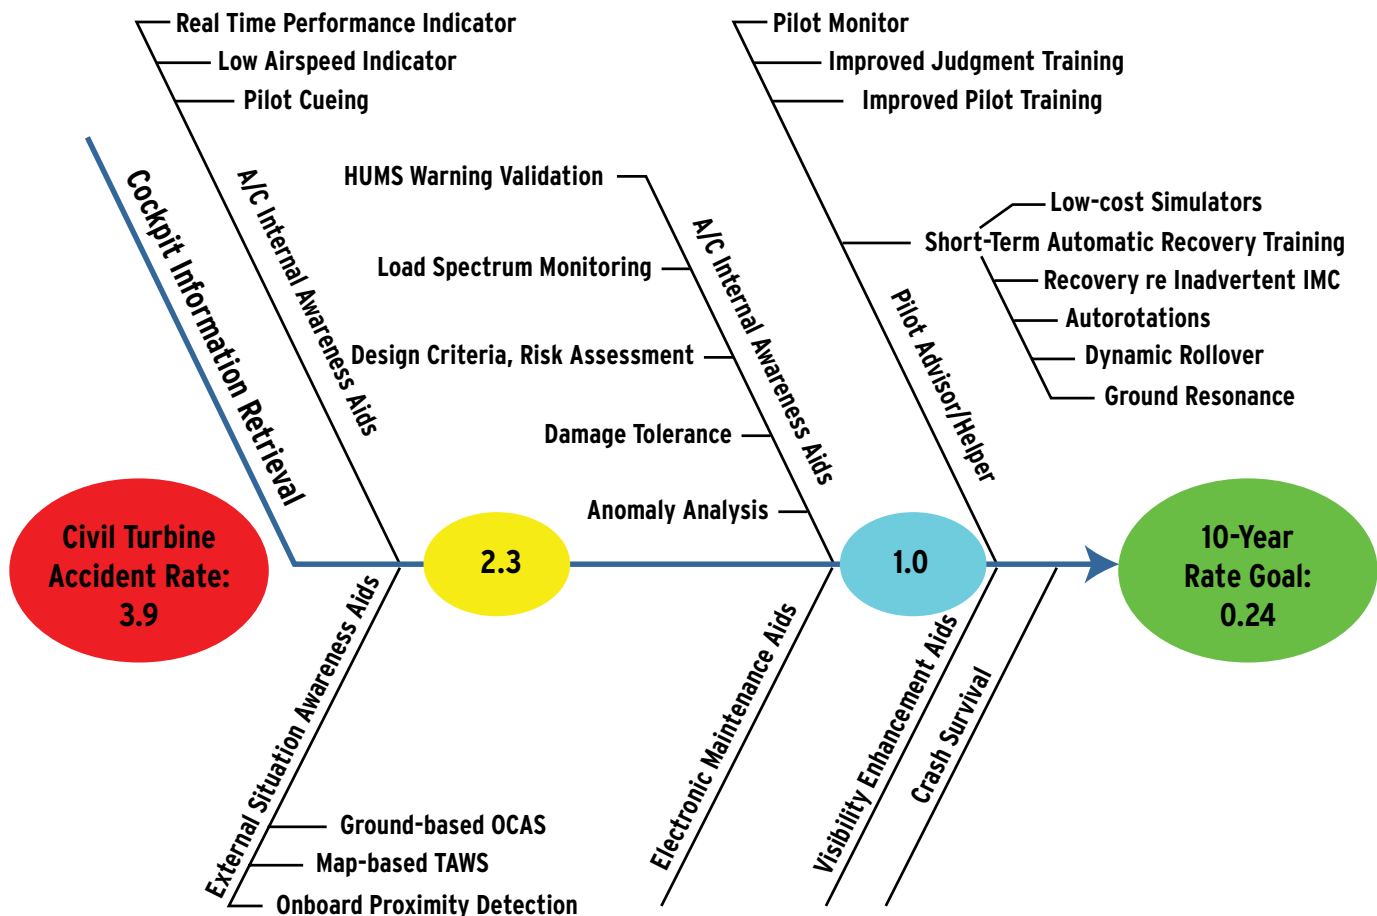 Real Time Performance Indicator
Low Airspeed Indicator
Pilot Cueing
Cockpit Information Retrieval
A/C Internal Awareness Aids
HUMS Warning Validation
Load Spectrum Monitoring
Design Criteria, Risk Assessment
Damage Tolerance
Anomaly Analysis
A/C Internal Awareness Aids
Pilot Monitor
Improved Judgment Training
Improved Pilot Training
Low-cost Simulators
Short-Term Automatic Recovery Training
Recovery re Inadvertent IMC
Autorotations
Dynamic Rollover
Ground Resonance
Pilot Advisor/Helper
Civil Turbine
Accident Rate:
3.9
2.3
1.0
10-Year
Rate Goal:
0.24
External Situation Awareness Aids
Ground-based OCAS
Map-based TAWS
Onboard Proximity Detection
Electronic Maintenance Aids
Visibility Enhancement Aids
Crash Survival